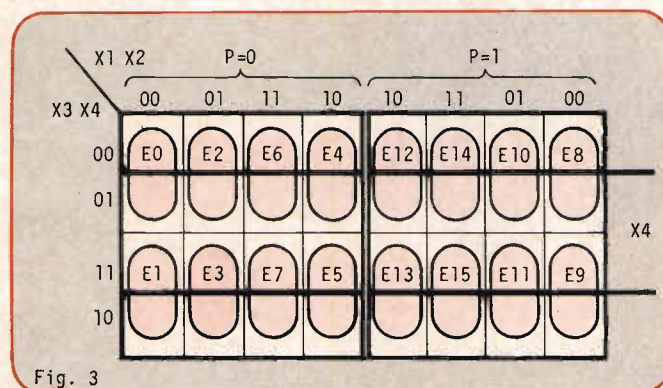 X1 X2 P=0 P=1
00 01 11 10 10 11 01 00
X3 X4
00 E0 E2 E6 E4 E12 E14 E10 E8
01
X4
11 E1 E3 E7 E5 E13 E15 E11 E9
10
Fig. 3